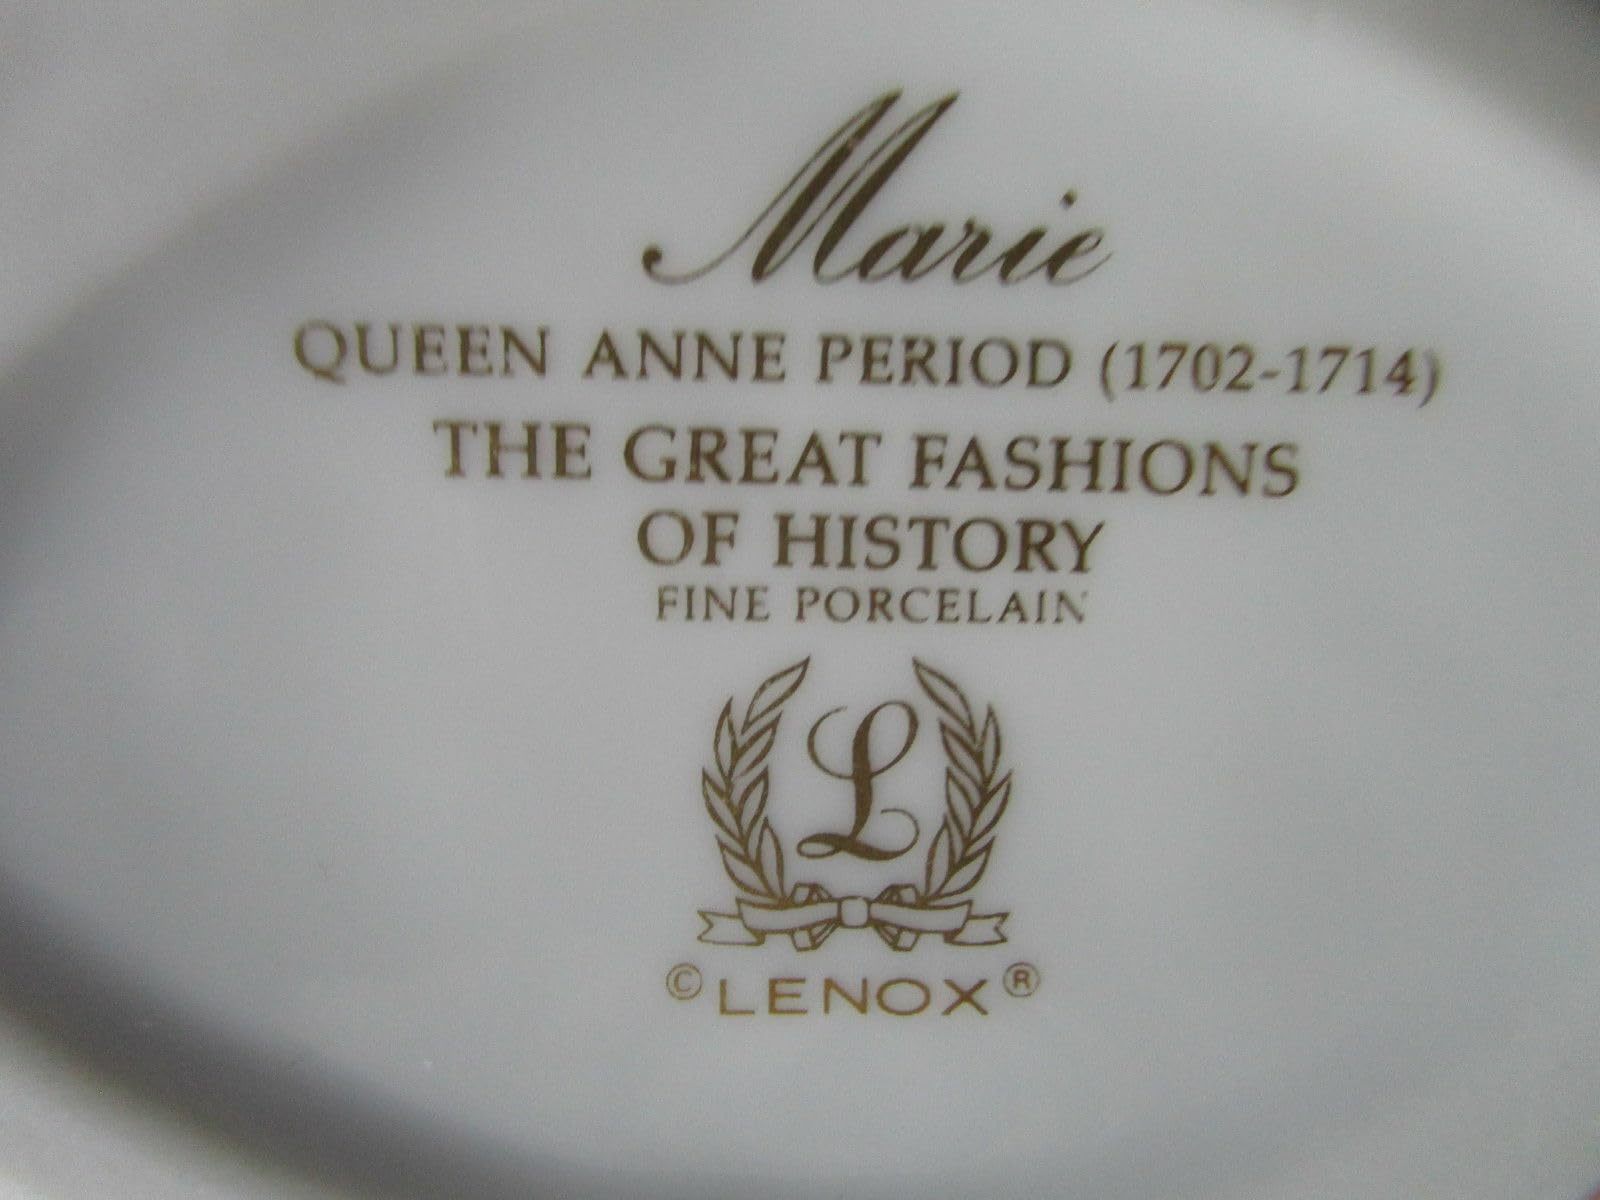 Marie
QUEEN ANNE PERIOD (1702-1714)
THE GREAT FASHIONS
OF HISTORY
FINE PORCELAIN
L
© LENOX ®